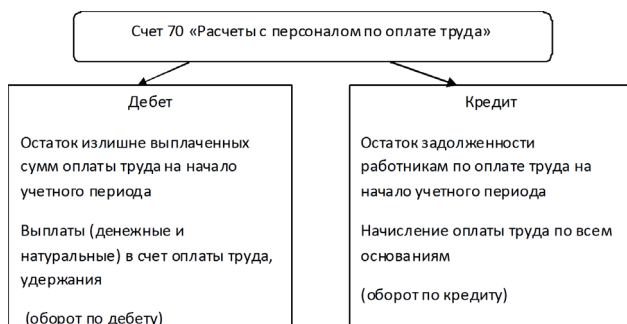 Счет 70 «Расчеты с персоналом по оплате труда»
Дебет
Остаток излишне выплаченных
сумм оплаты труда на начало
учетного периода
Выплаты (денежные и
натуральные) в счет оплаты труда,
удержания
(оборот по дебету)
Кредит
Остаток задолженности
работникам по оплате труда на
начало учетного периода
Начисление оплаты труда по всем
основаниям
(оборот по кредиту)